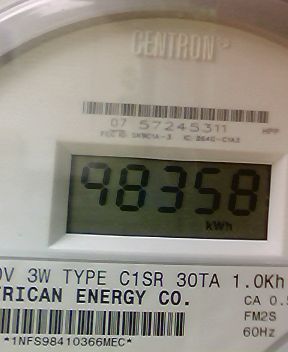 CENTRON
07 57245311
98358
kWh
0V 3W TYPE C1SR 30TA 1.0Kh
ERICAN ENERGY CO.
CA 0.5
FM2S
60Hz
*1NFS98410366MEC*